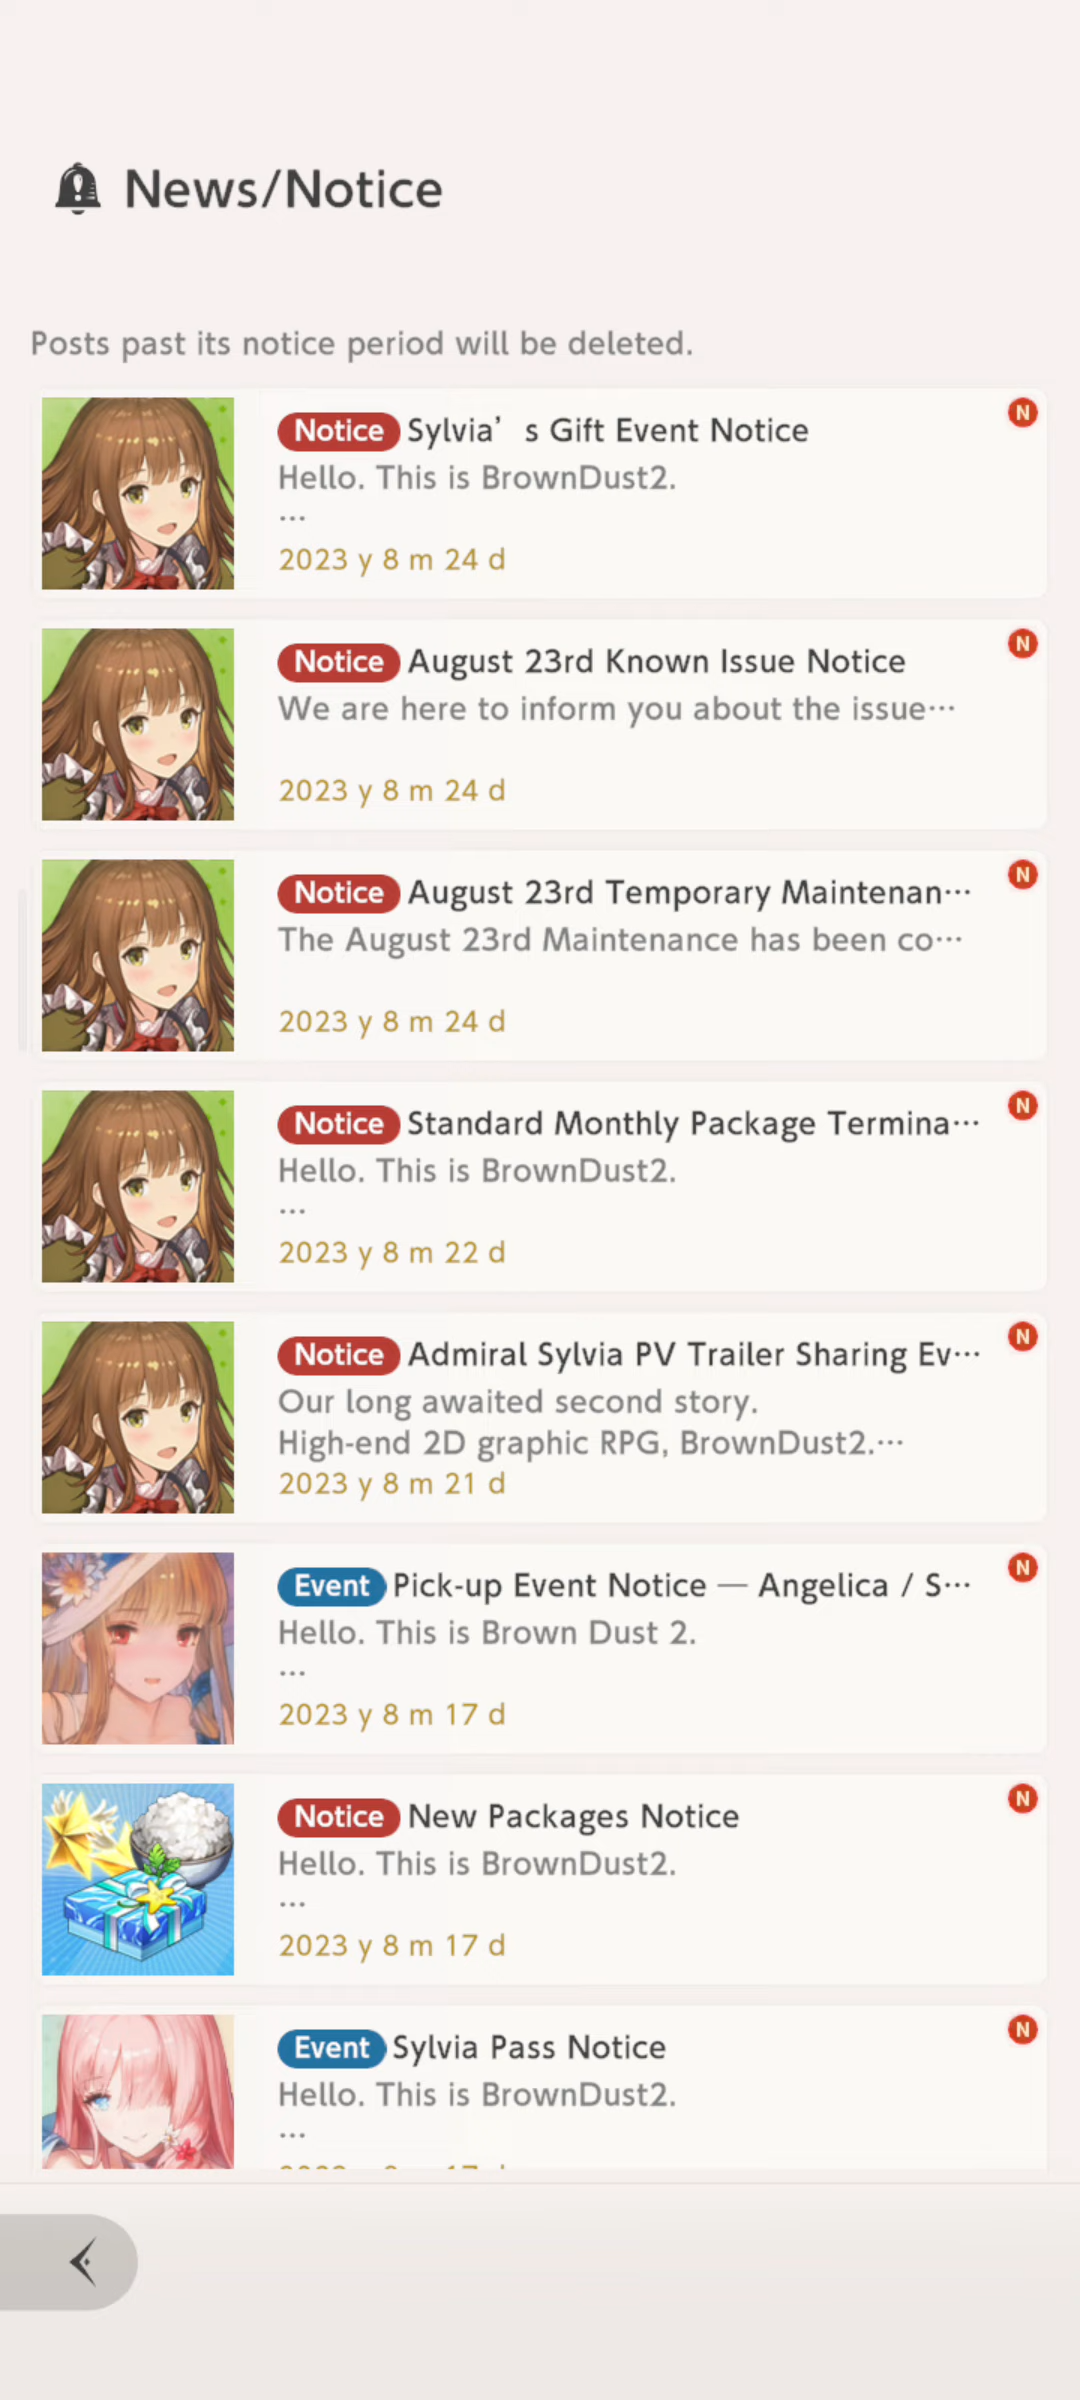 News/Notice
Posts past its notice period will be deleted.
Notice Sylvia’s Gift Event Notice
N
Hello. This is BrownDust2.
...
2023 y 8 m 24 d
Notice August 23rd Known Issue Notice
N
We are here to inform you about the issue...
2023 y 8 m 24 d
Notice August 23rd Temporary Maintenan...
N
The August 23rd Maintenance has been co...
2023 y 8 m 24 d
Notice Standard Monthly Package Termina...
N
Hello. This is BrownDust2.
...
2023 y 8 m 22 d
Notice Admiral Sylvia PV Trailer Sharing Ev...
N
Our long awaited second story.
High-end 2D graphic RPG, BrownDust2....
2023 y 8 m 21 d
Event Pick-up Event Notice — Angelica / S...
N
Hello. This is Brown Dust 2.
...
2023 y 8 m 17 d
Notice New Packages Notice
N
Hello. This is BrownDust2.
...
2023 y 8 m 17 d
Event Sylvia Pass Notice
N
Hello. This is BrownDust2.
...